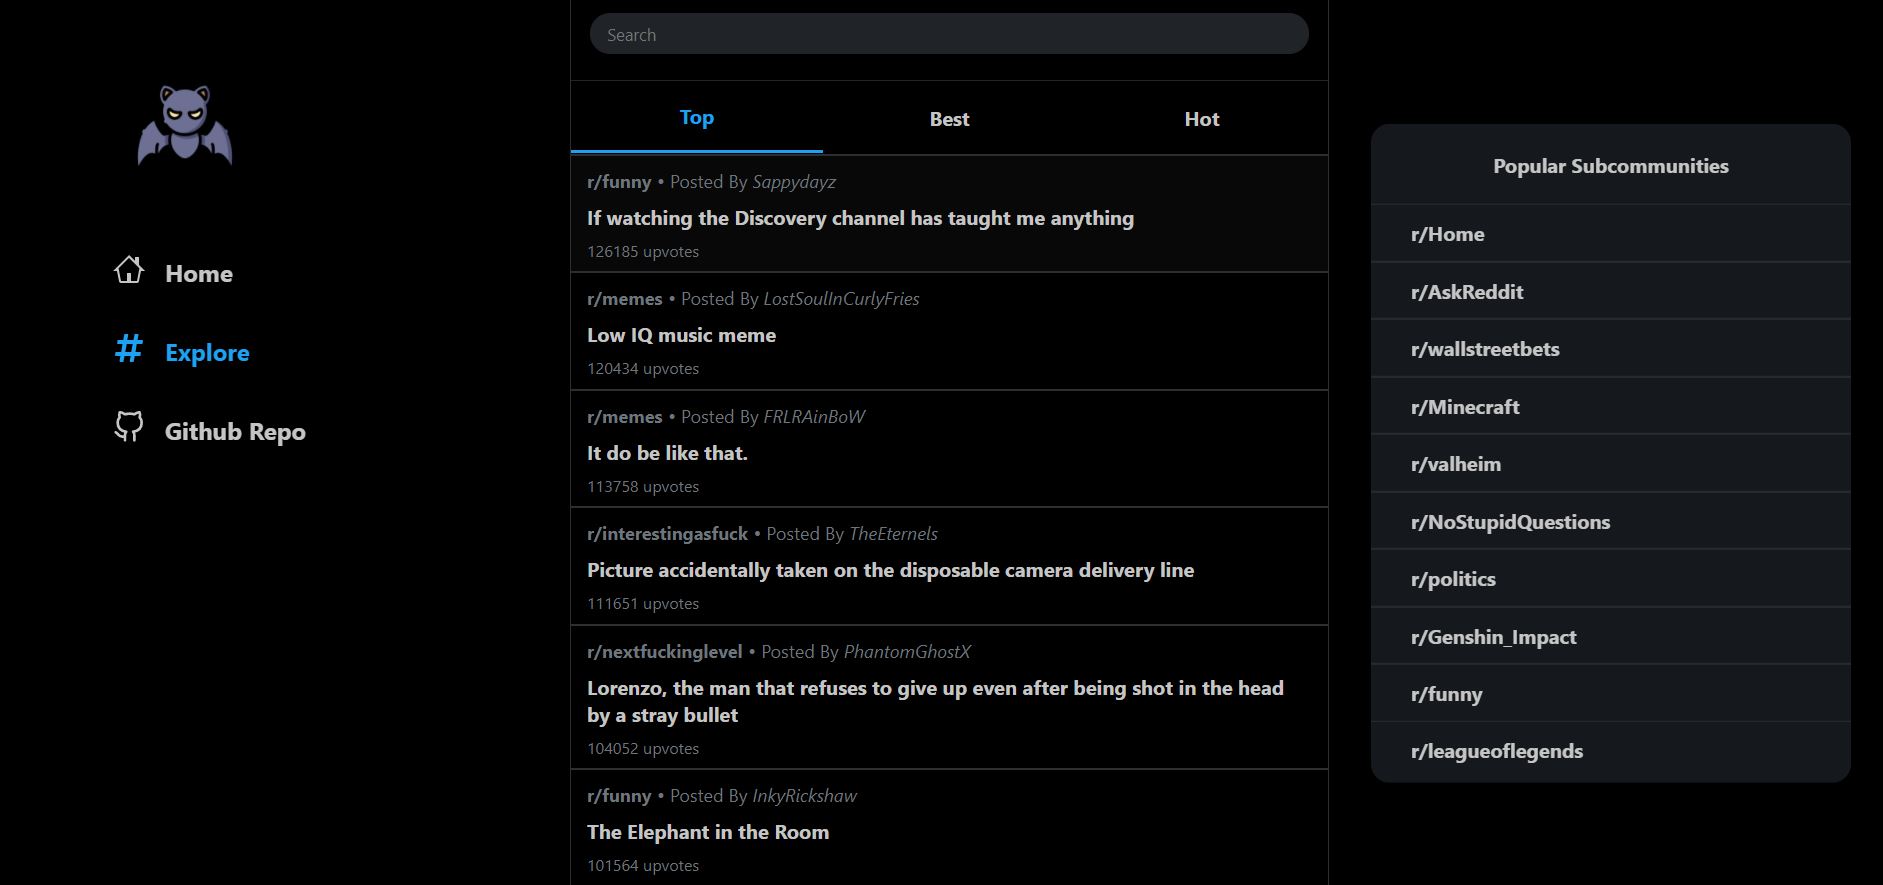 Home
Explore
Github Repo
Search
Top
Best
Hot
r/funny • Posted By Sappydayz
If watching the Discovery channel has taught me anything
126185 upvotes
r/memes • Posted By LostSoulInCurlyFries
Low IQ music meme
120434 upvotes
r/memes • Posted By FRLRAinBoW
It do be like that.
113758 upvotes
r/interestingasfuck • Posted By TheEternels
Picture accidentally taken on the disposable camera delivery line
111651 upvotes
r/nextfuckinglevel • Posted By PhantomGhostX
Lorenzo, the man that refuses to give up even after being shot in the head
by a stray bullet
104052 upvotes
r/funny • Posted By InkyRickshaw
The Elephant in the Room
101564 upvotes
Popular Subcommunities
r/Home
r/AskReddit
r/wallstreetbets
r/Minecraft
r/valheim
r/NoStupidQuestions
r/politics
r/Genshin_Impact
r/funny
r/leagueoflegends